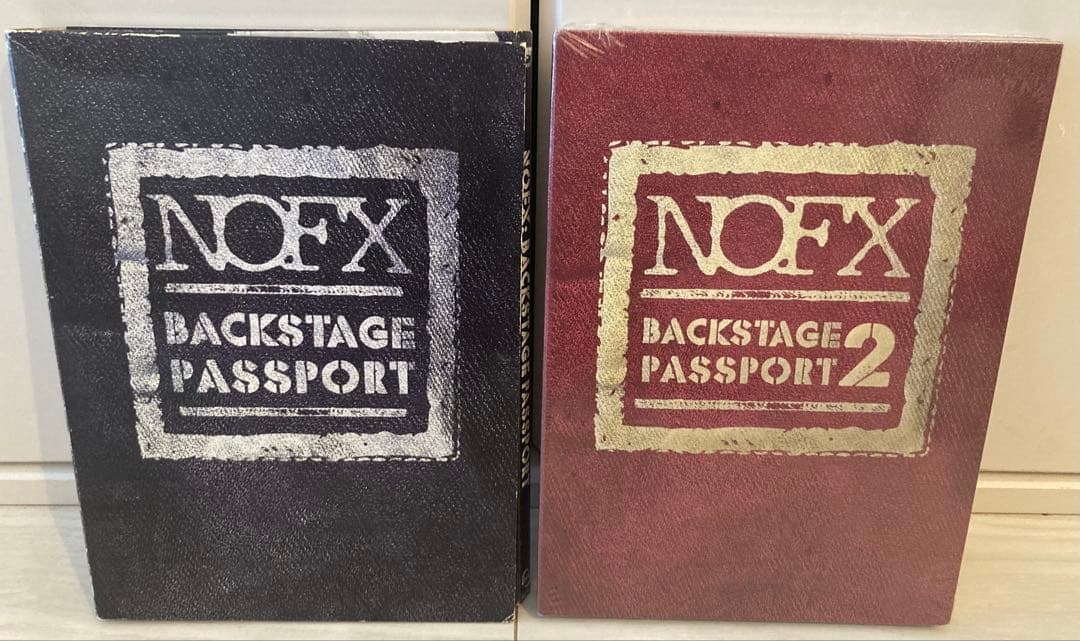 NOFX
BACKSTAGE
PASSPORT
NOFX: BACKSTAGE PASSPORT
NOFX
BACKSTAGE
PASSPORT 2